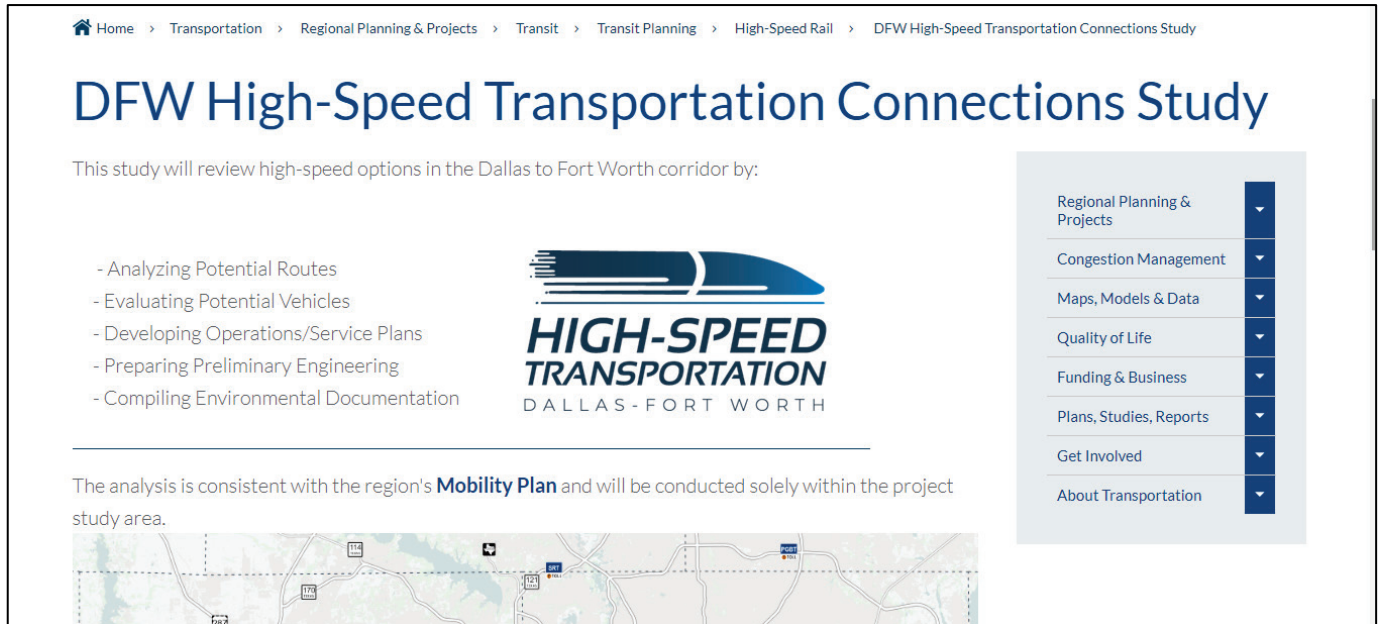 Home > Transportation > Regional Planning & Projects > Transit > Transit Planning > High-Speed Rail > DFW High-Speed Transportation Connections Study
DFW High-Speed Transportation Connections Study
This study will review high-speed options in the Dallas to Fort Worth corridor by:
- Analyzing Potential Routes
- Evaluating Potential Vehicles
- Developing Operations/Service Plans
- Preparing Preliminary Engineering
- Compiling Environmental Documentation
HIGH-SPEED
TRANSPORTATION
DALLAS-FORT WORTH
The analysis is consistent with the region's Mobility Plan and will be conducted solely within the project
study area.
114
SRT
TOLL
121
PGBT
TOLL
170
287
Regional Planning &
Projects
Congestion Management
Maps, Models & Data
Quality of Life
Funding & Business
Plans, Studies, Reports
Get Involved
About Transportation